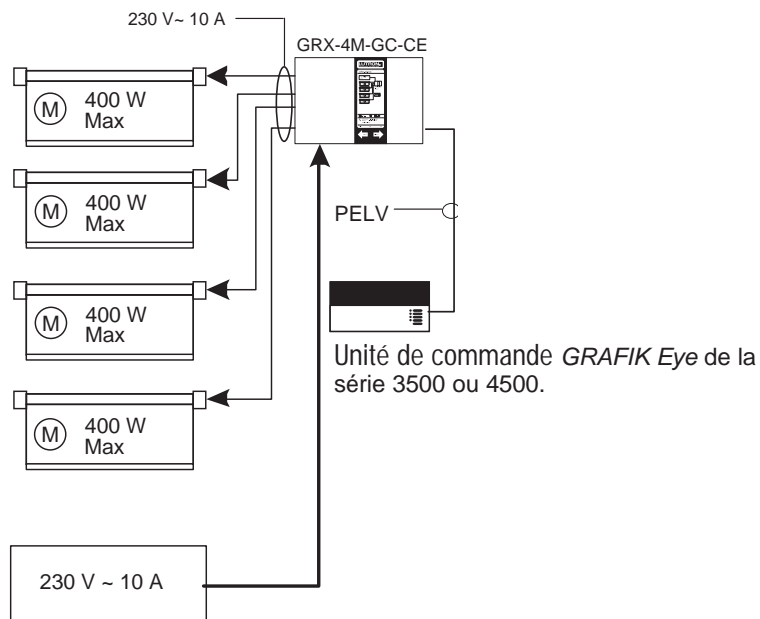 230 V~ 10 A
GRX-4M-GC-CE
LUTRON
M
400 W
Max
M
400 W
Max
PELV
M
400 W
Max
Unité de commande GRAFIK Eye de la
série 3500 ou 4500.
M
400 W
Max
230 V ~ 10 A